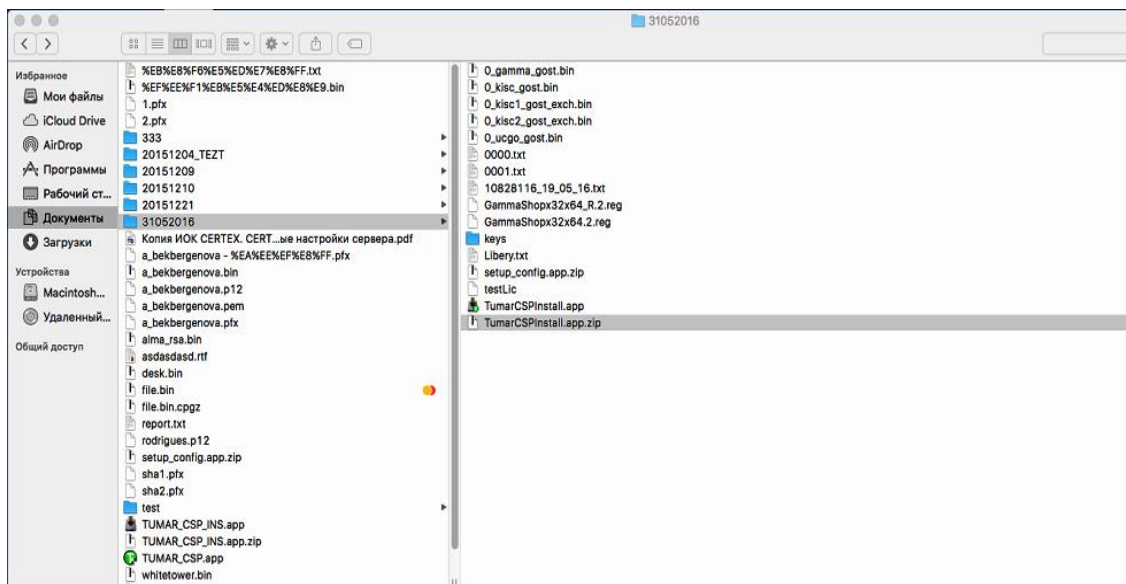 31052016
Избранное
Мои файлы
iCloud Drive
AirDrop
Программы
Рабочий ст...
Документы
Загрузки
Устройства
Macintosh...
Удаленный...
Общий доступ
%EB%E8%F6%E5%ED%E7%E8%FF.txt
%EF%EE%F1%EB%E5%E4%ED%E8%E9.bin
1.pfx
2.pfx
333
20151204_TEZT
20151209
20151210
20151221
31052016
Копия ИОК CERTEX. CERT...ые настройки сервера.pdf
a_bekbergenova - %EA%EE%EF%E8%FF.pfx
a_bekbergenova.bin
a_bekbergenova.p12
a_bekbergenova.pem
a_bekbergenova.pfx
alma_rsa.bin
asdasdasd.rtf
desk.bin
file.bin
file.bin.cpgz
report.txt
rodrigues.p12
setup_config.app.zip
sha1.pfx
sha2.pfx
test
TUMAR_CSP_INS.app
TUMAR_CSP_INS.app.zip
TUMAR_CSP.app
whitetower.bin
0_gamma_gost.bin
0_kisc_gost.bin
0_kisc1_gost_exch.bin
0_kisc2_gost_exch.bin
0_ucgo_gost.bin
0000.txt
0001.txt
10828116_19_05_16.txt
GammaShopx32x64_R.2.reg
GammaShopx32x64.2.reg
keys
Libery.txt
setup_config.app.zip
testLic
TumarCSPInstall.app
TumarCSPInstall.app.zip